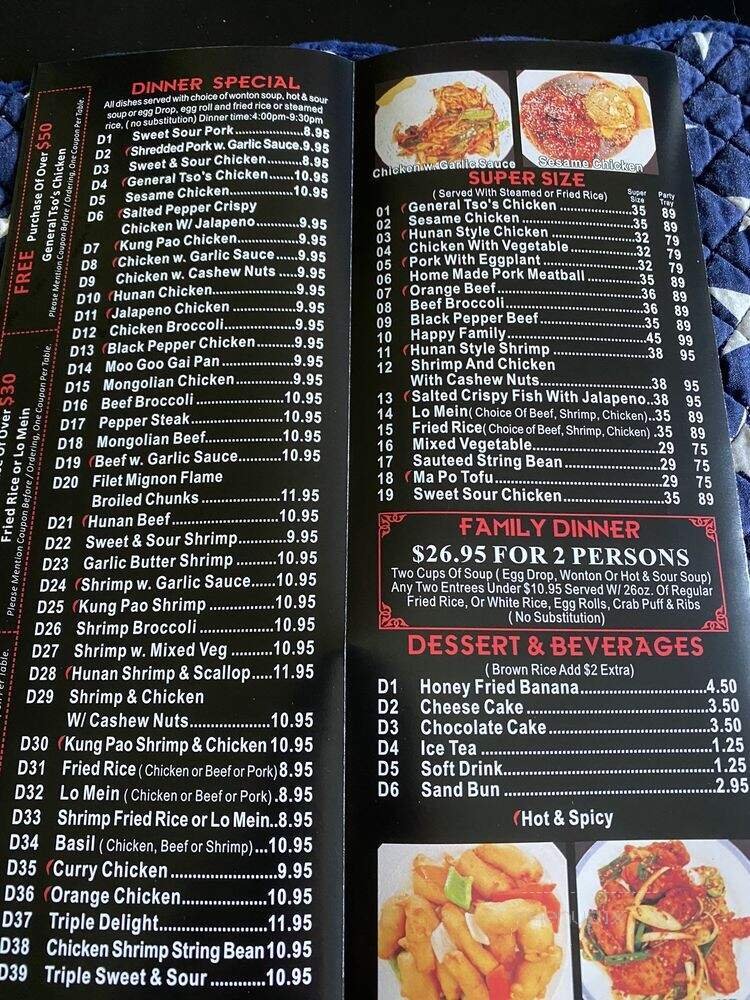 FREE Purchase Of Over $50
General Tso's Chicken
Please Mention Coupon Before / Ordering, One Coupon Per Table.
Of Over $30
Fried Rice or Lo Mein
Please Mention Coupon Before / Ordering, One Coupon Per Table.
Per Table.
DINNER SPECIAL
All dishes served with choice of wonton soup, hot & sour
soup or egg Drop, egg roll and fried rice or steamed
rice, ( no substitution) Dinner time:4:00pm-9:30pm
D1 Sweet Sour Pork..................8.95
D2 Shredded Pork w. Garlic Sauce.9.95
D3 Sweet & Sour Chicken.........8.95
D4 General Tso's Chicken......10.95
D5 Sesame Chicken...............10.95
D6 Salted Pepper Crispy
Chicken W/ Jalapeno............9.95
D7 Kung Pao Chicken.............9.95
D8 Chicken w. Garlic Sauce.....9.95
D9 Chicken w. Cashew Nuts ....9.95
D10 Hunan Chicken..................9.95
D11 Jalapeno Chicken ..............9.95
D12 Chicken Broccoli...............9.95
D13 Black Pepper Chicken........9.95
D14 Moo Goo Gai Pan ..............9.95
D15 Mongolian Chicken............9.95
D16 Beef Broccoli ..................10.95
D17 Pepper Steak...................10.95
D18 Mongolian Beef................10.95
D19 Beef w. Garlic Sauce.........10.95
D20 Filet Mignon Flame
Broiled Chunks ................11.95
D21 Hunan Beef.....................10.95
D22 Sweet & Sour Shrimp.........9.95
D23 Garlic Butter Shrimp ........10.95
D24 Shrimp w. Garlic Sauce.....10.95
D25 Kung Pao Shrimp .............10.95
D26 Shrimp Broccoli ...............10.95
D27 Shrimp w. Mixed Veg .........10.95
D28 Hunan Shrimp & Scallop.....11.95
D29 Shrimp & Chicken
W/ Cashew Nuts...................10.95
D30 Kung Pao Shrimp & Chicken 10.95
D31 Fried Rice ( Chicken or Beef or Pork) 8.95
D32 Lo Mein ( Chicken or Beef or Pork) .8.95
D33 Shrimp Fried Rice or Lo Mein..8.95
D34 Basil ( Chicken, Beef or Shrimp) ...10.95
D35 Curry Chicken .....................9.95
D36 Orange Chicken..................10.95
D37 Triple Delight......................11.95
D38 Chicken Shrimp String Bean 10.95
D39 Triple Sweet & Sour ............10.95
Chicken w. Garlic Sauce
Sesame Chicken
SUPER SIZE
( Served With Steamed or Fried Rice) Super Size Party Tray
01 General Tso's Chicken ..................35 89
02 Sesame Chicken ........................35 89
03 Hunan Style Chicken ..................32 79
04 Chicken With Vegetable...............32 79
05 Pork With Eggplant ....................32 79
06 Home Made Pork Meatball .........35 89
07 Orange Beef..............................36 89
08 Beef Broccoli............................36 89
09 Black Pepper Beef.....................35 89
10 Happy Family............................45 99
11 Hunan Style Shrimp ...................38 95
12 Shrimp And Chicken
With Cashew Nuts.......................38 95
13 Salted Crispy Fish With Jalapeno..38 95
14 Lo Mein( Choice Of Beef, Shrimp, Chicken)..35 89
15 Fried Rice( Choice of Beef, Shrimp, Chicken) .35 89
16 Mixed Vegetable.........................29 75
17 Sauteed String Bean ...................29 75
18 Ma Po Tofu................................29 75
19 Sweet Sour Chicken....................35 89
FAMILY DINNER
$26.95 FOR 2 PERSONS
Two Cups Of Soup ( Egg Drop, Wonton Or Hot & Sour Soup)
Any Two Entrees Under $10.95 Served W/ 26oz. Of Regular
Fried Rice, Or White Rice, Egg Rolls, Crab Puff & Ribs
( No Substitution)
DESSERT & BEVERAGES
( Brown Rice Add $2 Extra)
D1 Honey Fried Banana......................4.50
D2 Cheese Cake ...............................3.50
D3 Chocolate Cake............................3.50
D4 Ice Tea .......................................1.25
D5 Soft Drink....................................1.25
D6 Sand Bun ....................................2.95
Hot & Spicy